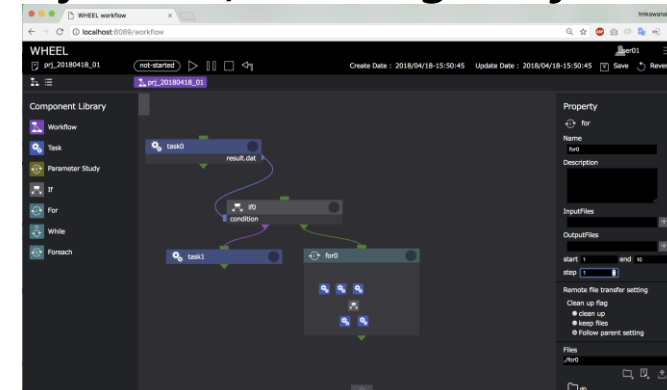 WHEEL workflow
tmkawana
localhost:8089/workflow
WHEEL
user01
prj_20180418_01
not-started
Create Date : 2018/04/18-15:50:45 Update Date : 2018/04/18-15:50:45 Save Rever
prj_20180418_01
Component Library
Workflow
Task
Parameter Study
If
For
While
Foreach
task0
result.dat
if0
condition
task1
for0
Property
for
Name
for0
Description
InputFiles
OutputFiles
start 1 end 10
step 1
Remote file transfer setting
Clean up flag
clean up
keep files
Follow parent setting
Files
./for0